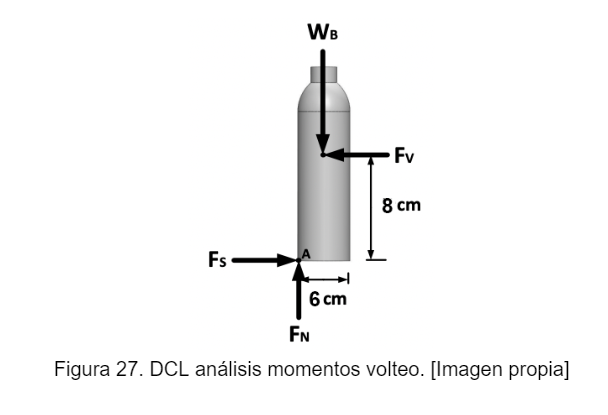 WB
FV
8 cm
FS
A
6 cm
FN
Figura 27. DCL análisis momentos volteo. [Imagen propia]